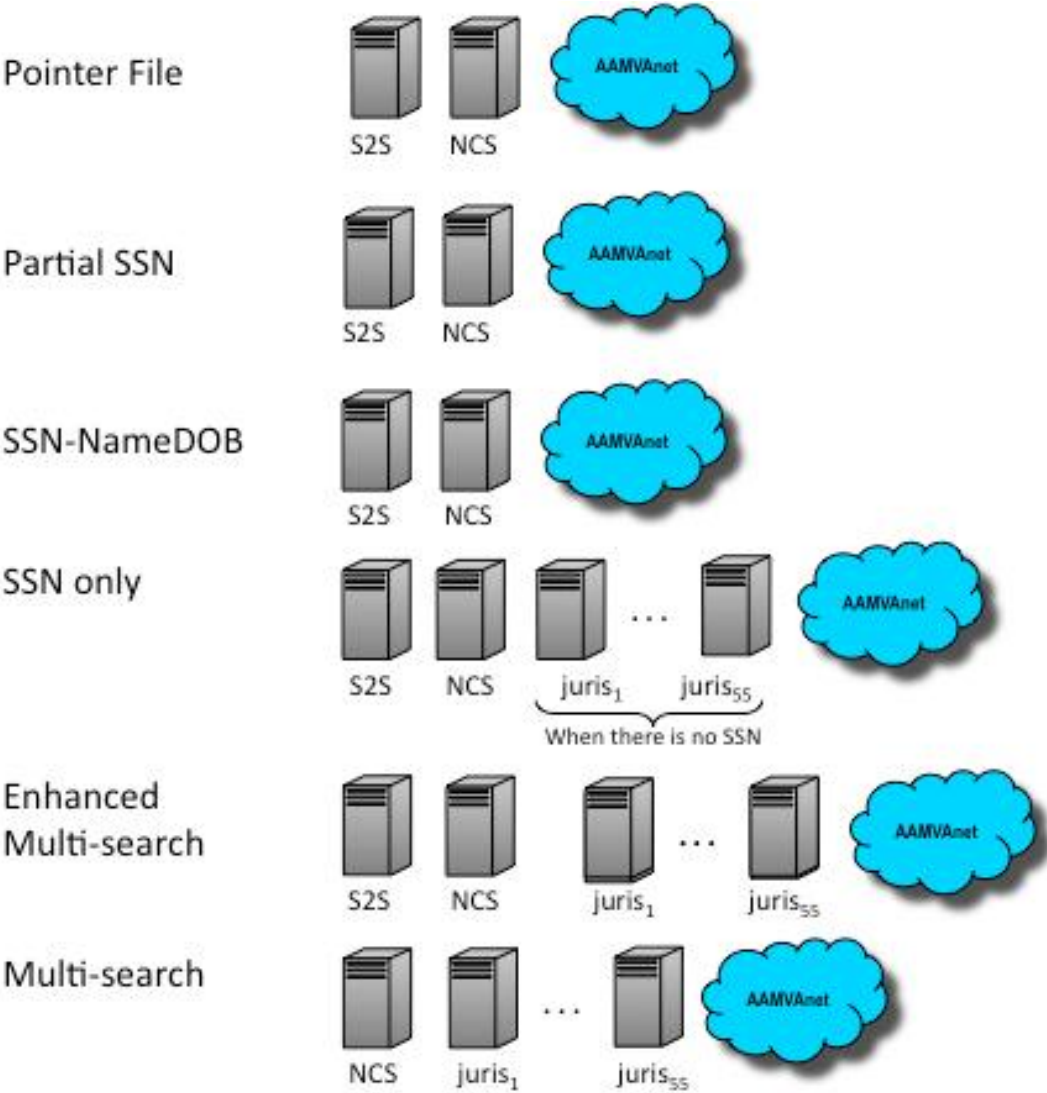 Pointer File
AAMVAnet
S2S NCS
Partial SSN
AAMVAnet
S2S NCS
SSN-NameDOB
AAMVAnet
S2S NCS
SSN only
AAMVAnet
...
S2S NCS juris₁ juris₅₅
When there is no SSN
Enhanced
Multi-search
AAMVAnet
...
S2S NCS juris₁ juris₅₅
Multi-search
AAMVAnet
...
NCS juris₁ juris₅₅